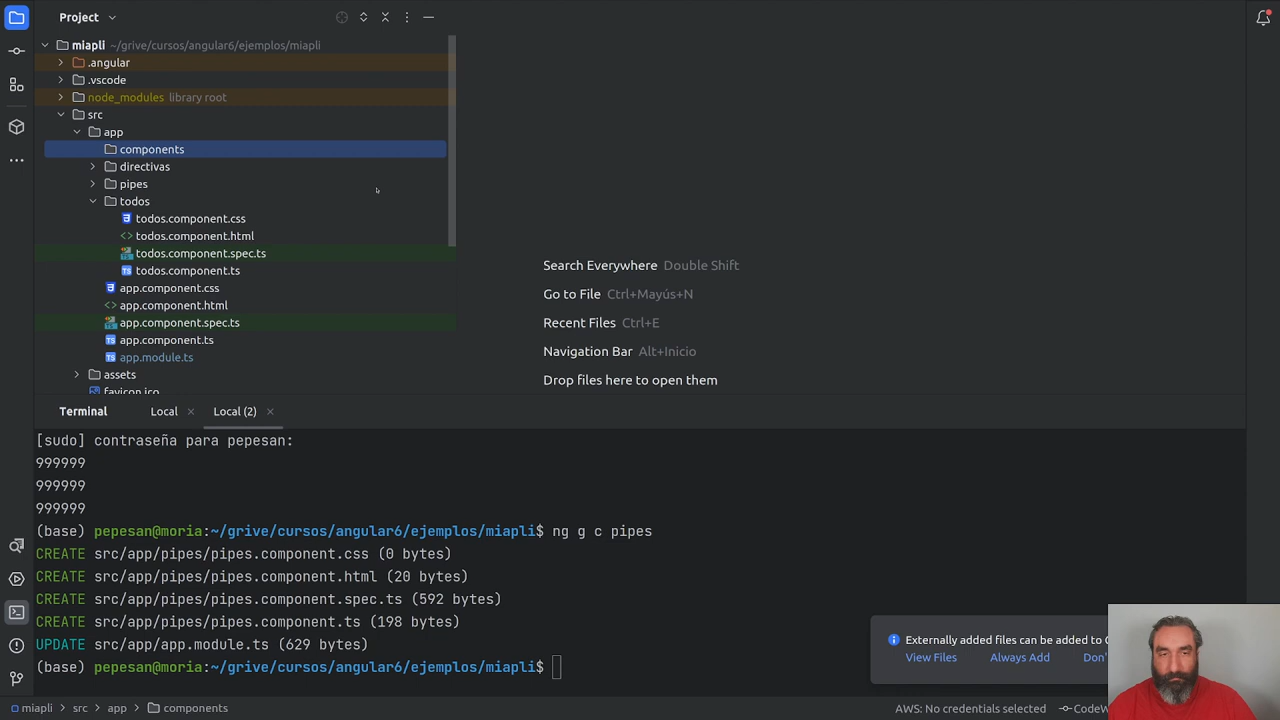 Project
miapli ~/grive/cursos/angular6/ejemplos/miapli
.angular
.vscode
node_modules library root
src
app
components
directivas
pipes
todos
todos.component.css
todos.component.html
todos.component.spec.ts
todos.component.ts
app.component.css
app.component.html
app.component.spec.ts
app.component.ts
app.module.ts
assets
favicon.ico
Search Everywhere Double Shift
Go to File Ctrl+Mayús+N
Recent Files Ctrl+E
Navigation Bar Alt+Inicio
Drop files here to open them
Terminal Local Local (2)
[sudo] contraseña para pepesan:
999999
999999
999999
(base) pepesan@moria:~/grive/cursos/angular6/ejemplos/miapli$ ng g c pipes
CREATE src/app/pipes/pipes.component.css (0 bytes)
CREATE src/app/pipes/pipes.component.html (20 bytes)
CREATE src/app/pipes/pipes.component.spec.ts (592 bytes)
CREATE src/app/pipes/pipes.component.ts (198 bytes)
UPDATE src/app/app.module.ts (629 bytes)
(base) pepesan@moria:~/grive/cursos/angular6/ejemplos/miapli$
Externally added files can be added to
View Files Always Add Don'
miapli src app components
AWS: No credentials selected CodeW